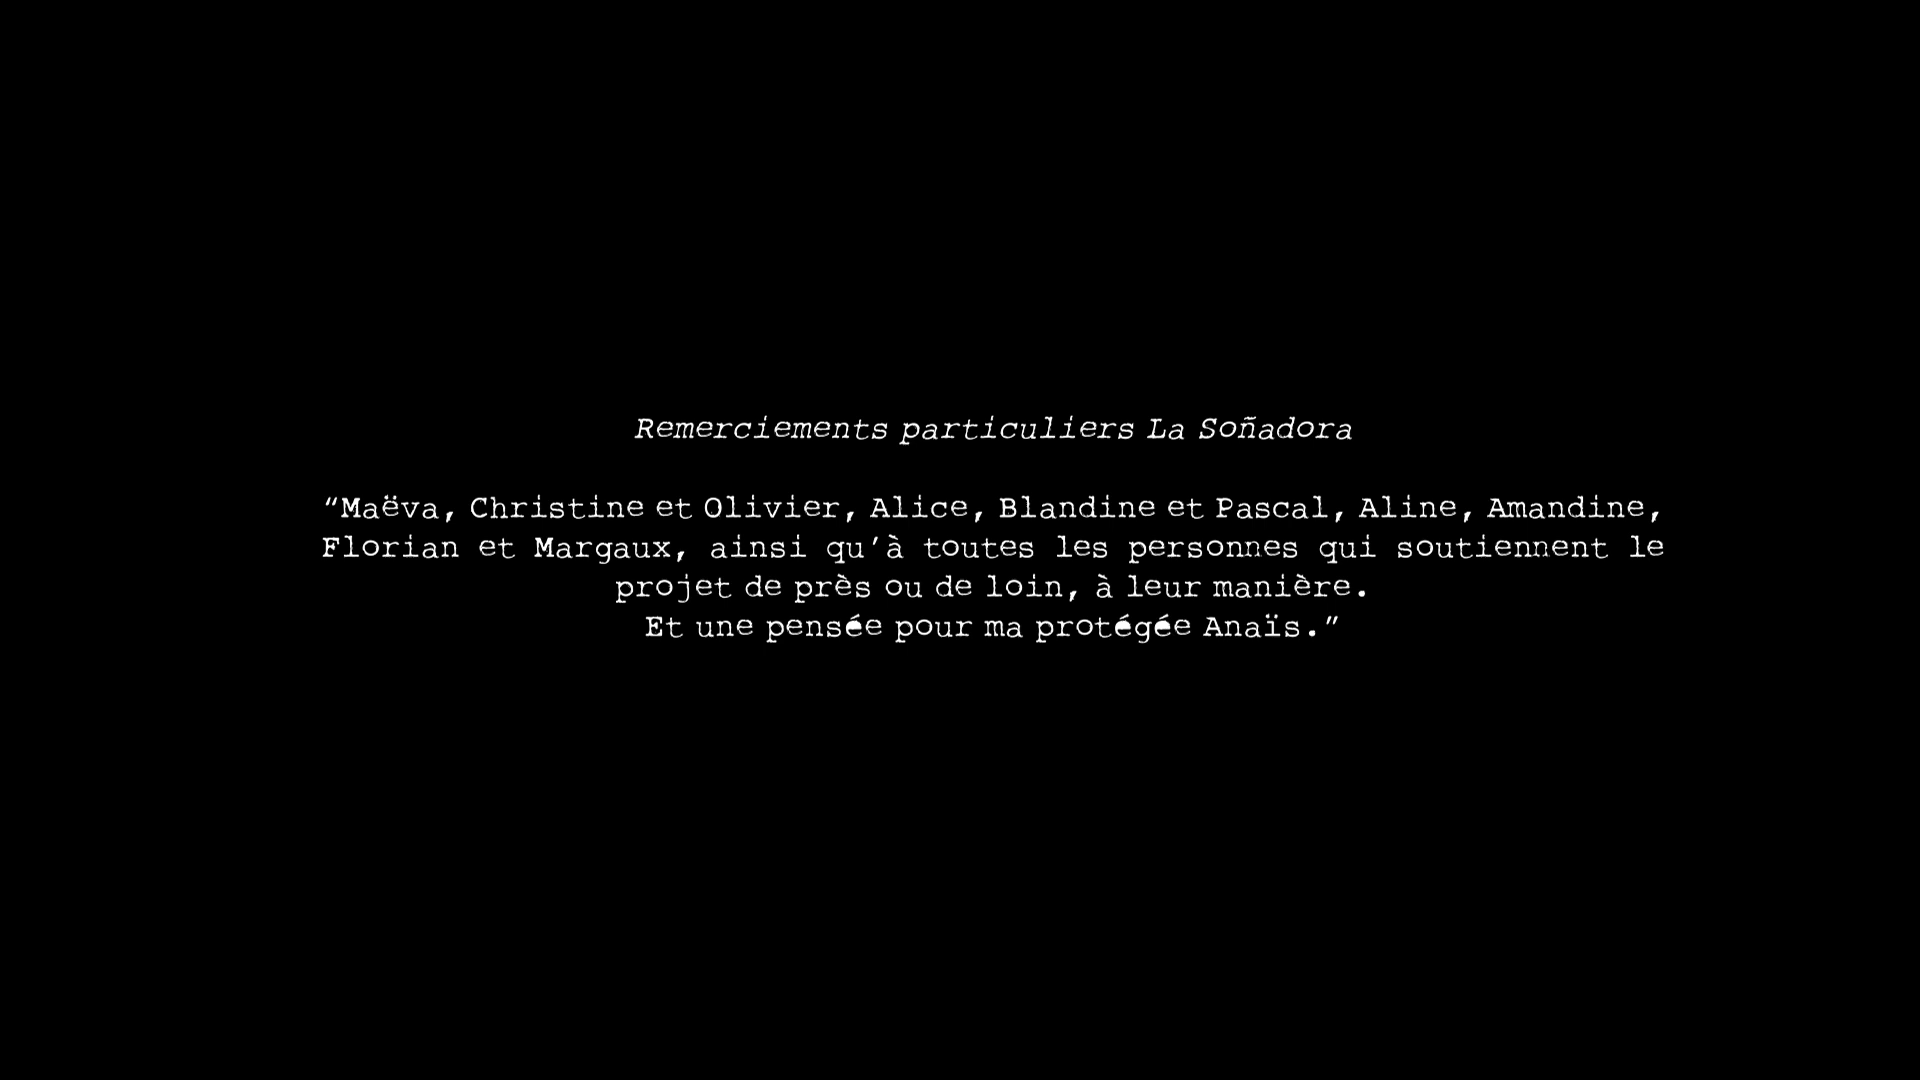 Remerciements particuliers La Soñadora
"Maëva, Christine et Olivier, Alice, Blandine et Pascal, Aline, Amandine,
Florian et Margaux, ainsi qu'à toutes les personnes qui soutiennent le
projet de près ou de loin, à leur manière.
Et une pensée pour ma protégée Anaïs."